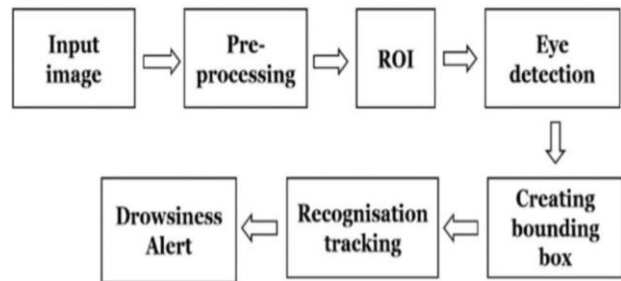 Input
image
Pre-
processing
ROI
Eye
detection
Creating
bounding
box
Recognisation
tracking
Drowsiness
Alert